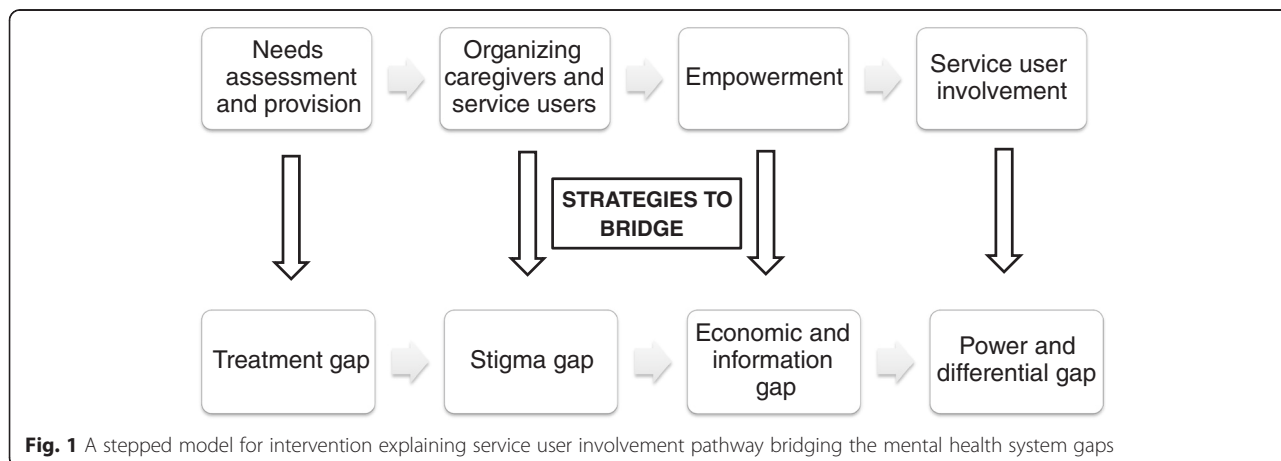 Needs
assessment
and provision
Organizing
caregivers and
service users
Empowerment
Service user
involvement
STRATEGIES TO
BRIDGE
Treatment gap
Stigma gap
Economic and
information
gap
Power and
differential gap
Fig. 1 A stepped model for intervention explaining service user involvement pathway bridging the mental health system gaps